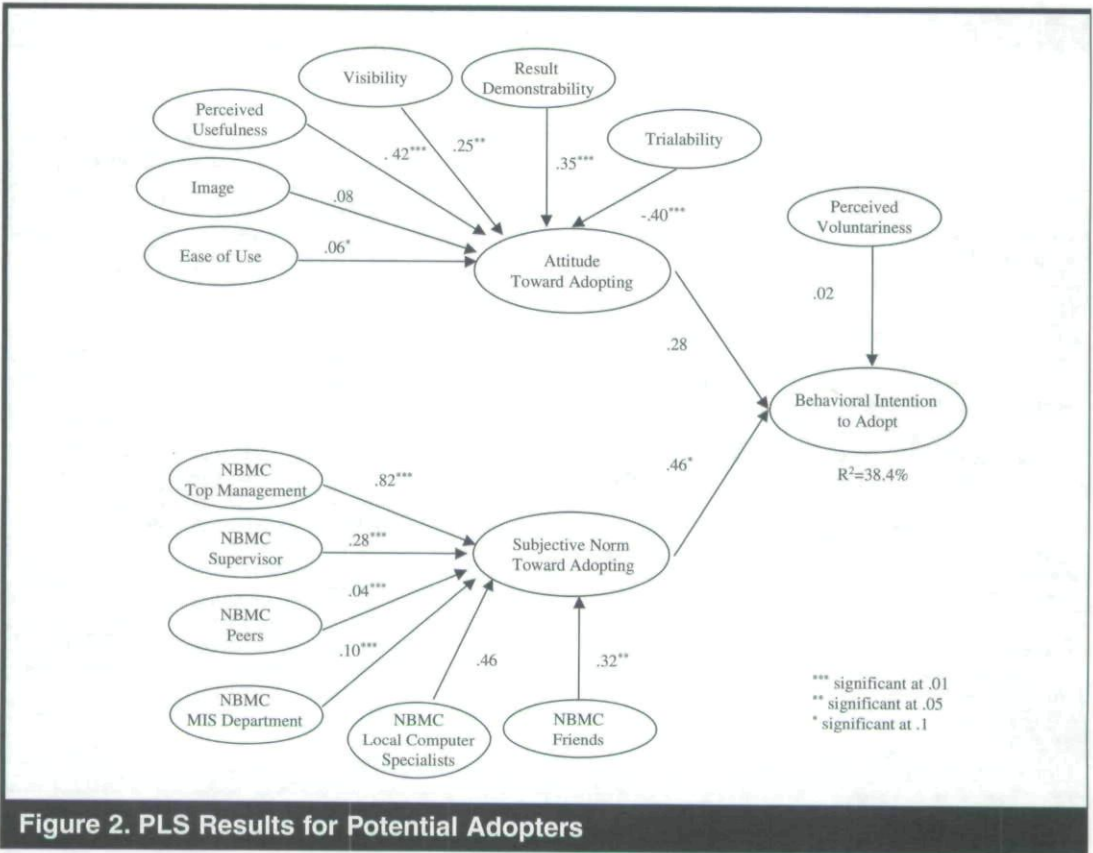 Visibility
Result
Demonstrability
Perceived
Usefulness
Trialability
. 42***
.25**
.35***
Image
.08
-.40***
Perceived
Voluntariness
Ease of Use
.06*
Attitude
Toward Adopting
.02
.28
Behavioral Intention
to Adopt
R²=38.4%
.46*
NBMC
Top Management
.82***
NBMC
Supervisor
.28***
Subjective Norm
Toward Adopting
.04***
NBMC
Peers
.10***
.46
.32**
NBMC
MIS Department
NBMC
Local Computer
Specialists
NBMC
Friends
*** significant at .01
** significant at .05
* significant at .1
Figure 2. PLS Results for Potential Adopters